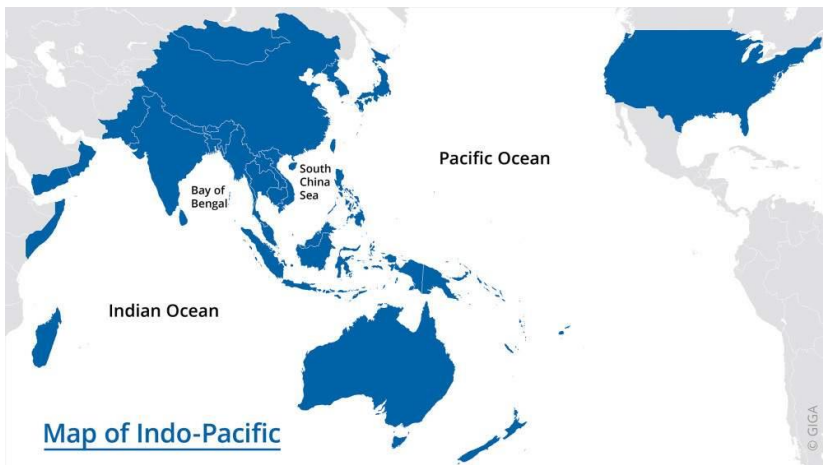 Pacific Ocean
South
China
Sea
Bay of
Bengal
Indian Ocean
Map of Indo-Pacific
© GIGA